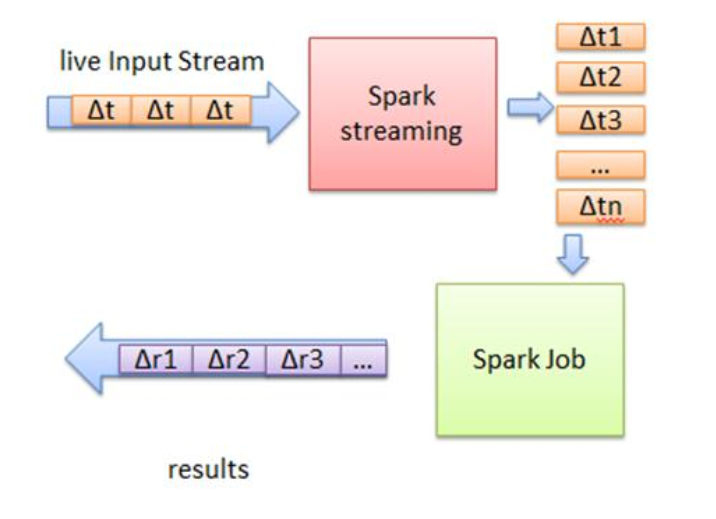 live Input Stream
Δt Δt Δt
Spark
streaming
Δt1
Δt2
Δt3
...
Δtn
Spark Job
Δr1 Δr2 Δr3 ...
results